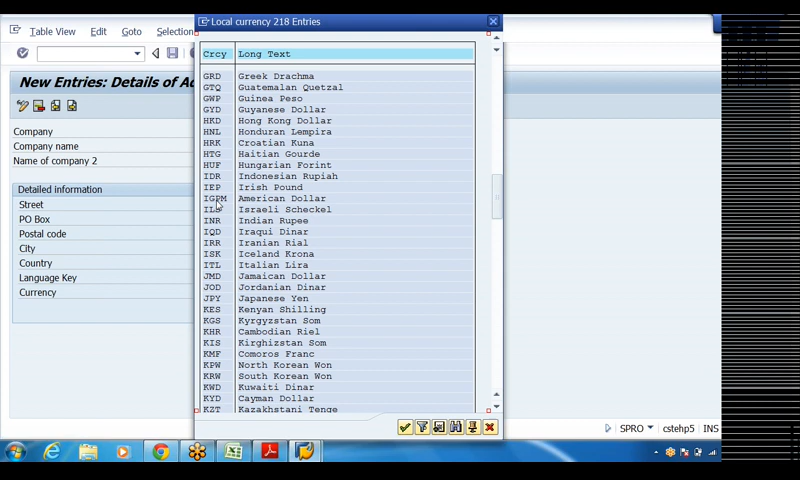 Local currency 218 Entries
Table View Edit Goto Selection
New Entries: Details of Ad
Company
Company name
Name of company 2
Detailed information
Street
PO Box
Postal code
City
Country
Language Key
Currency
Crcy Long Text
GRD Greek Drachma
GTQ Guatemalan Quetzal
GWP Guinea Peso
GYD Guyanese Dollar
HKD Hong Kong Dollar
HNL Honduran Lempira
HRK Croatian Kuna
HTG Haitian Gourde
HUF Hungarian Forint
IDR Indonesian Rupiah
IEP Irish Pound
IGPM American Dollar
Israeli Scheckel
INR Indian Rupee
IQD Iraqui Dinar
IRR Iranian Rial
ISK Iceland Krona
ITL Italian Lira
JMD Jamaican Dollar
JOD Jordanian Dinar
JPY Japanese Yen
KES Kenyan Shilling
KGS Kyrgyzstan Som
KHR Cambodian Riel
KIS Kirghizstan Som
KMF Comoros Franc
KPW North Korean Won
KRW South Korean Won
KWD Kuwaiti Dinar
KYD Cayman Dollar
KZT Kazakhstani Tenge
SPRO cstehp5 INS